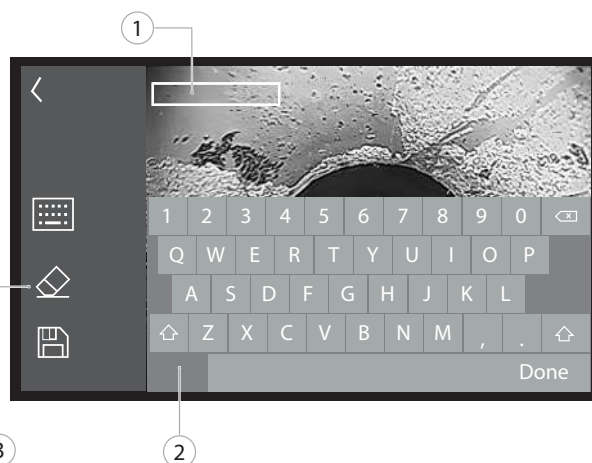 1
1 2 3 4 5 6 7 8 9 0
Q W E R T Y U I O P
A S D F G H J K L
Z X C V B N M , .
Done
3
2